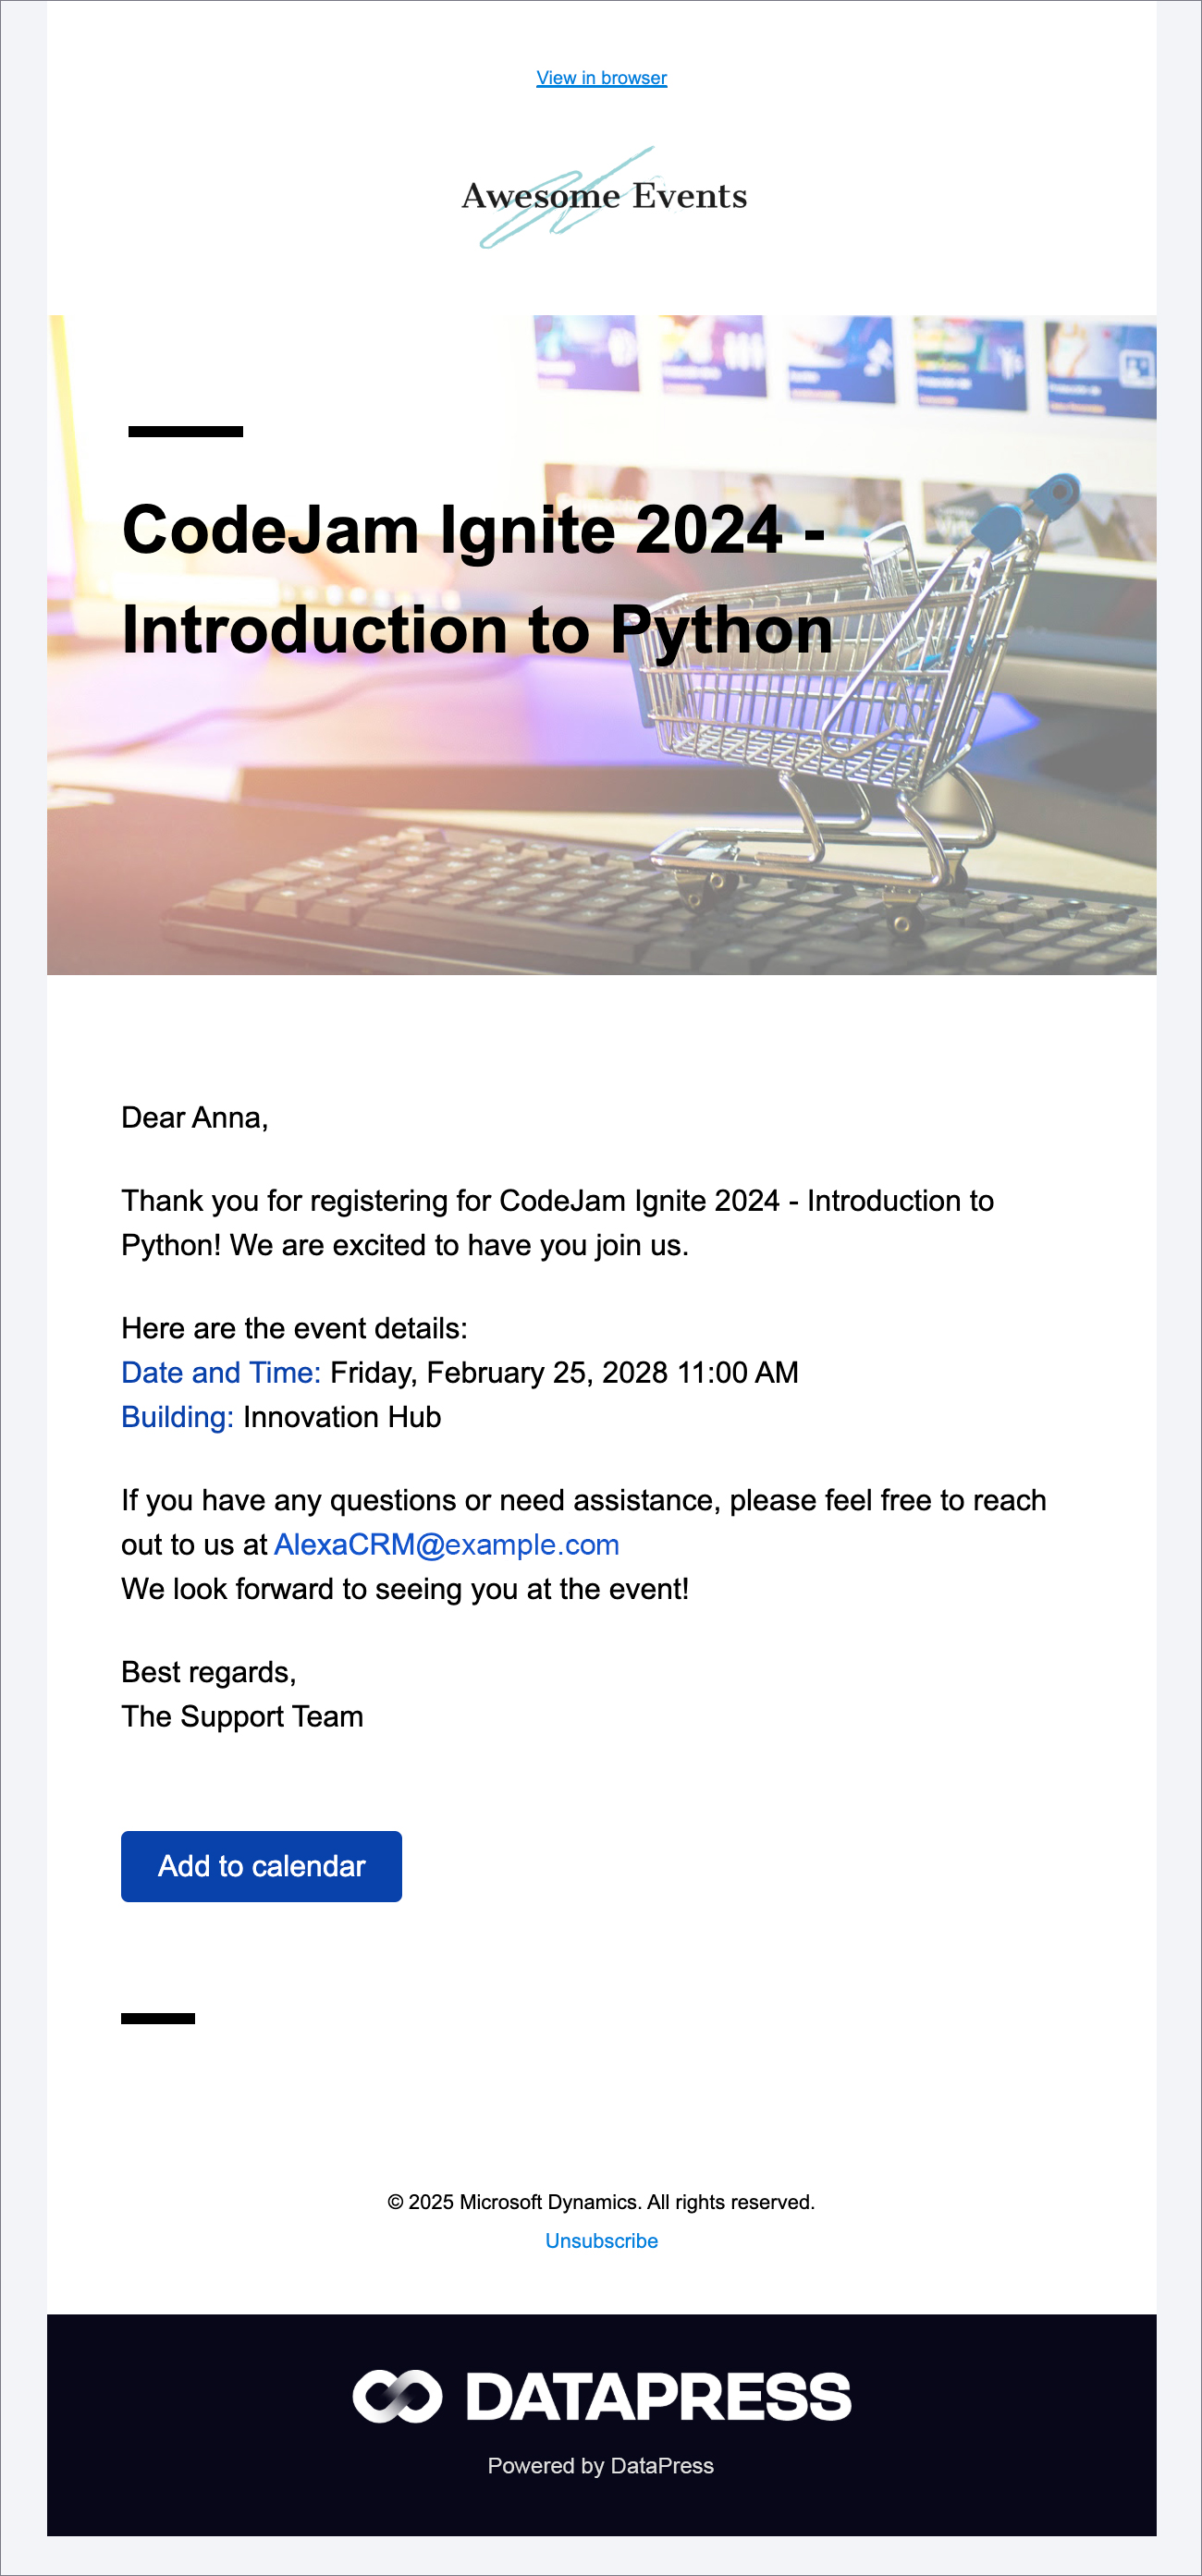 View in browser
Awesome Events
CodeJam Ignite 2024 -
Introduction to Python
Dear Anna,
Thank you for registering for CodeJam Ignite 2024 - Introduction to
Python! We are excited to have you join us.
Here are the event details:
Date and Time: Friday, February 25, 2028 11:00 AM
Building: Innovation Hub
If you have any questions or need assistance, please feel free to reach
out to us at AlexaCRM@example.com
We look forward to seeing you at the event!
Best regards,
The Support Team
Add to calendar
© 2025 Microsoft Dynamics. All rights reserved.
Unsubscribe
DATAPRESS
Powered by DataPress